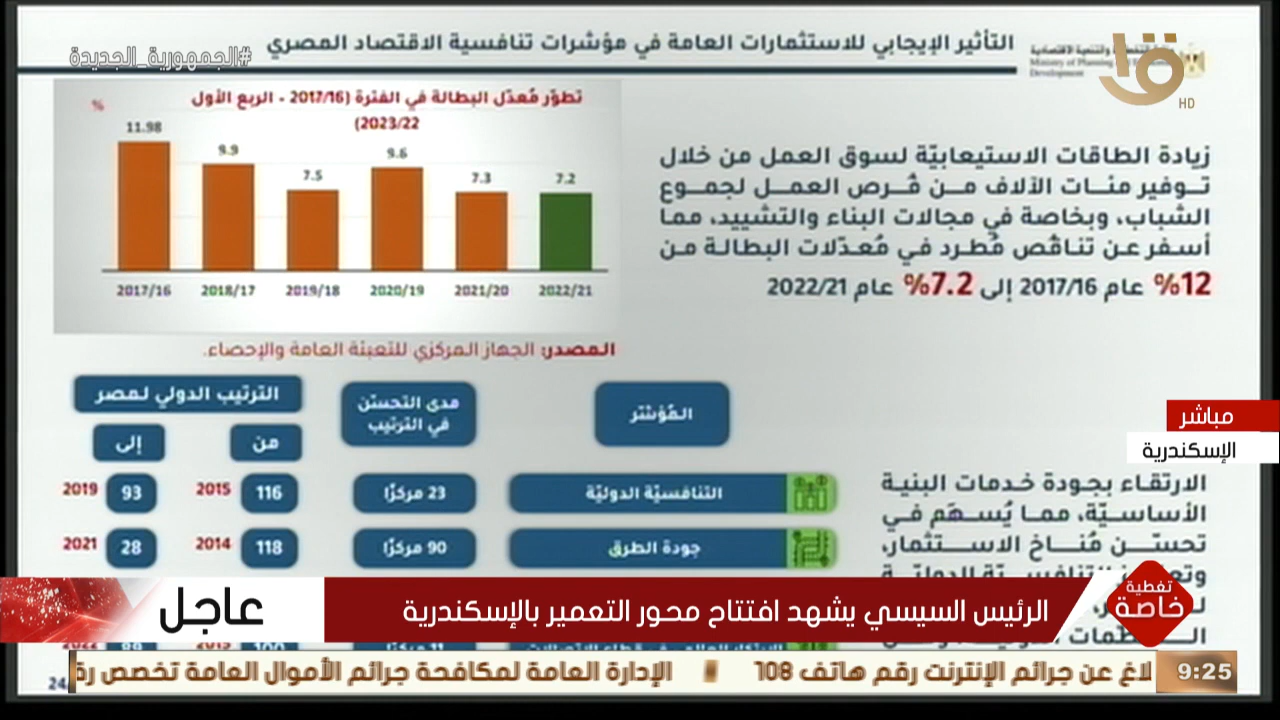 #الجمهورية_الجديدة
التأثير الإيجابي للاستثمارات العامة في مؤشرات تنافسية الاقتصاد المصري
Ministry of Planning
Development
HD
تطوّر مُعدّل البطالة في الفترة (2017/16 - الربع الأول
2023/22)
%
11.98
9.9
7.5
9.6
7.3
7.2
2017/16
2018/17
2019/18
2020/19
2021/20
2022/21
المصدر: الجهاز المركزي للتعبئة العامة والإحصاء.
زيادة الطاقات الاستيعابيّة لسوق العمل من خلال
توفير مئات الآلاف من فُرص العمل لجموع
الشباب، وبخاصة في مجالات البناء والتشييد، مما
أسفر عن تناقُص مُطرد في مُعدّلات البطالة من
12% عام 2017/16 إلى 7.2% عام 2022/21
مباشر
الإسكندرية
المُؤشر
مدى التحسّن
في الترتيب
الترتيب الدولي لمصر
من
إلى
التنافسيّة الدوليّة
23 مركزًا
116
2015
93
2019
جودة الطرق
90 مركزًا
118
2014
28
2021
الارتقاء بجودة خدمات البنية
الأساسيّة، مما يُسهم في
تحسّن مُناخ الاستثمار،
تغطية
خاصة
الرئيس السيسي يشهد افتتاح محور التعمير بالإسكندرية
عاجل
9:25
لاغ عن جرائم الإنترنت رقم هاتف 108
الإدارة العامة لمكافحة جرائم الأموال العامة تخصص رق